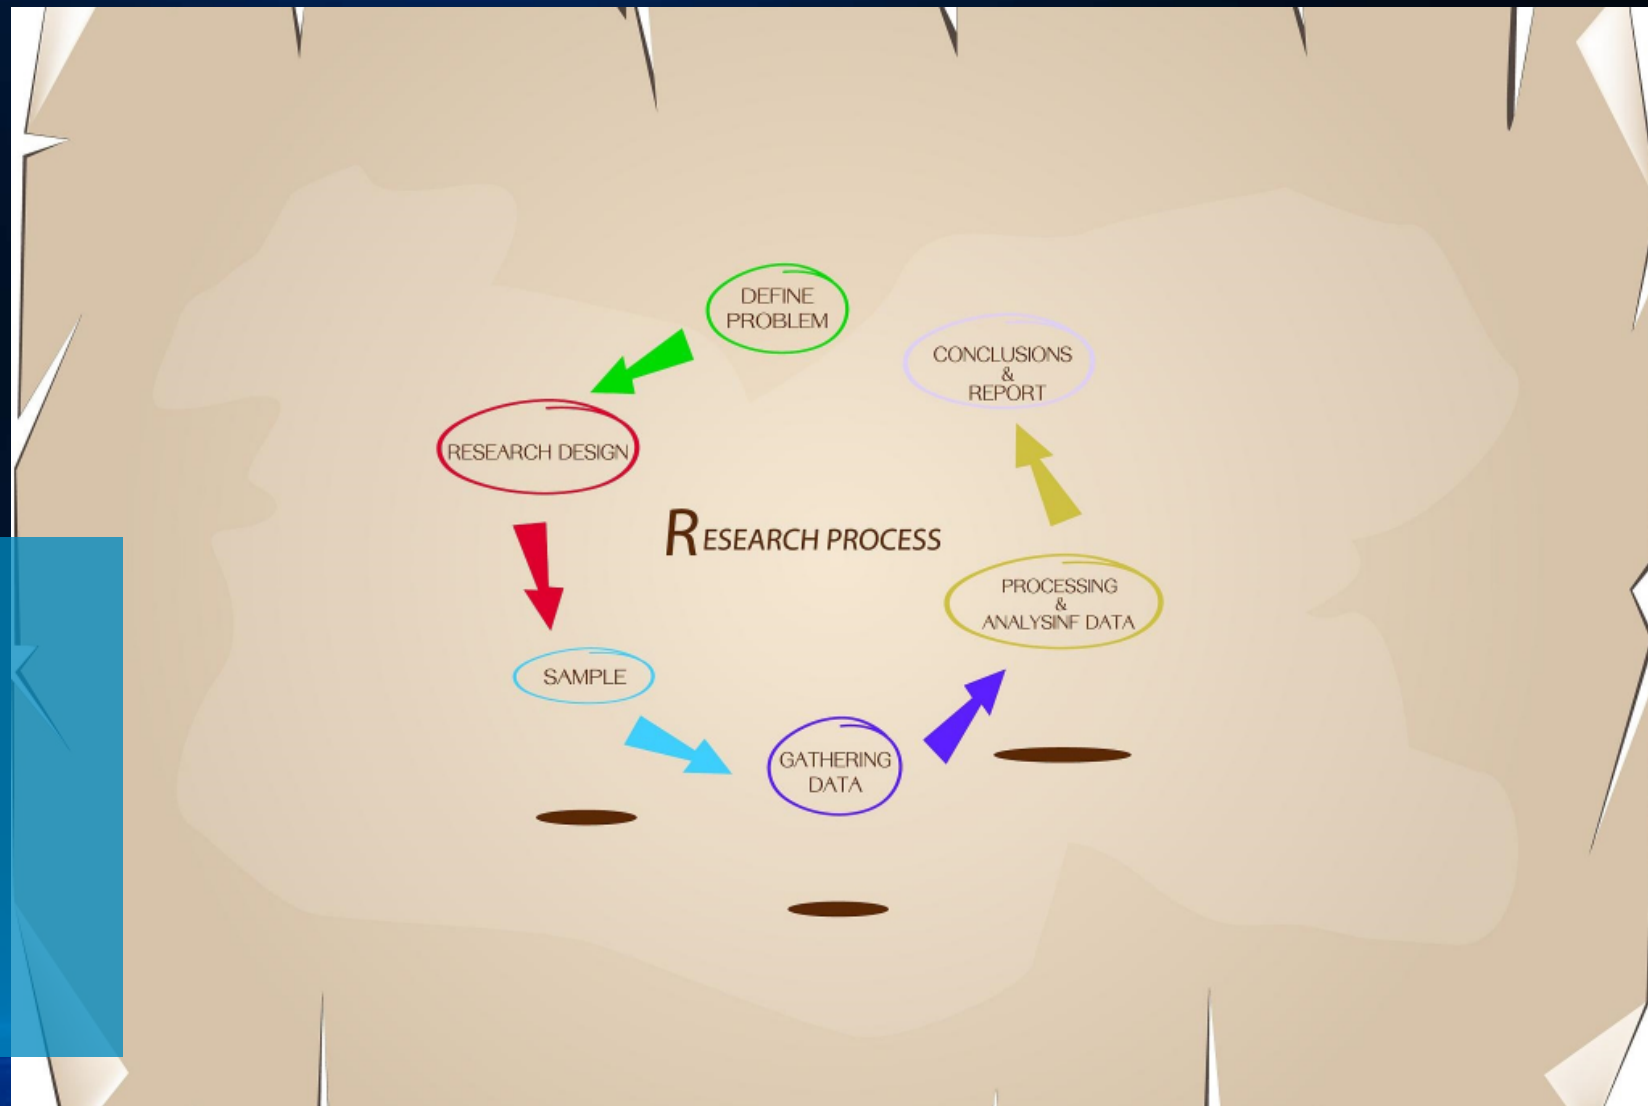 DEFINE
PROBLEM
CONCLUSIONS
&
REPORT
RESEARCH DESIGN
RESEARCH PROCESS
PROCESSING
&
ANALYSINF DATA
SAMPLE
GATHERING
DATA